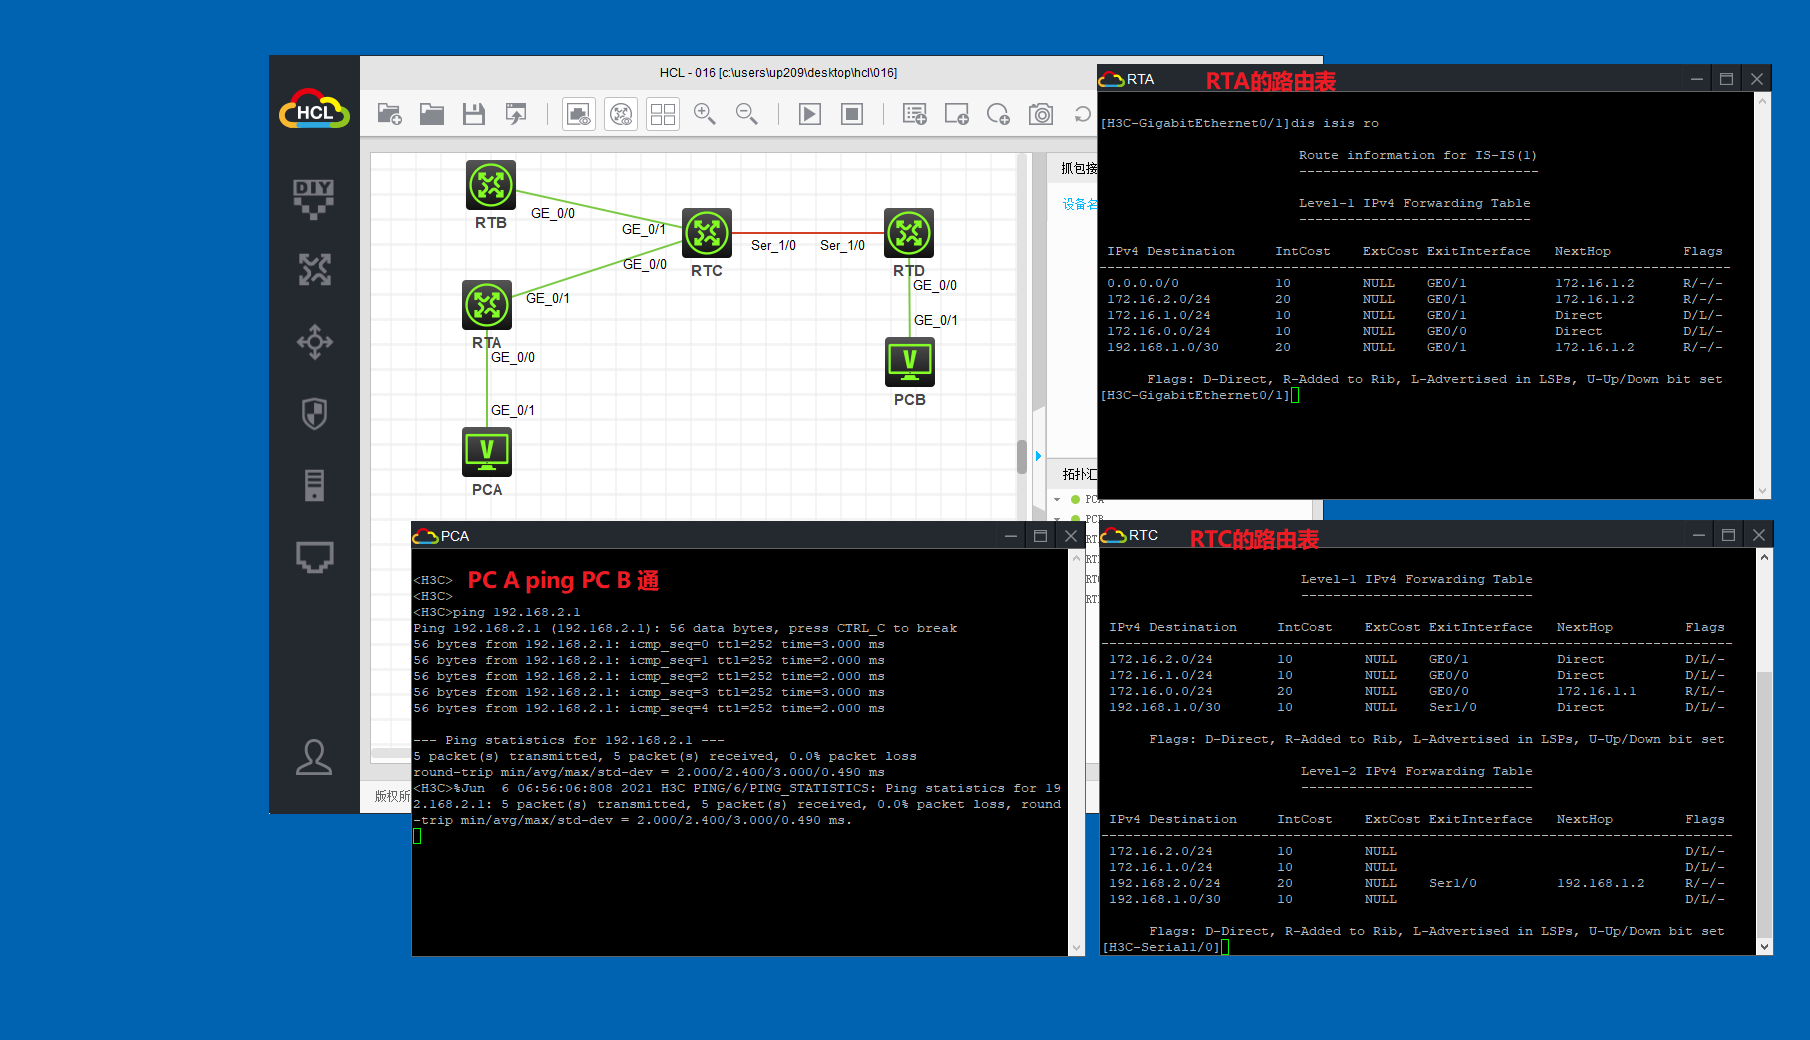 HCL - 016 [c:\users\up209\desktop\hcl\016]
HCL
DIY
RTB
GE_0/0
GE_0/1
RTC
GE_0/0
Ser_1/0
Ser_1/0
RTD
GE_0/0
GE_0/1
PCB
RTA
GE_0/1
GE_0/0
GE_0/1
PCA
抓包接
设备名
拓扑汇
PCA
PCB
版权所
RTA
RTA的路由表
[H3C-GigabitEthernet0/1]dis isis ro
Route information for IS-IS(1)
------------------------------
Level-1 IPv4 Forwarding Table
-----------------------------
IPv4 Destination IntCost ExtCost ExitInterface NextHop Flags
-------------------------------------------------------------------------------
0.0.0.0/0 10 NULL GE0/1 172.16.1.2 R/-/-
172.16.2.0/24 20 NULL GE0/1 172.16.1.2 R/-/-
172.16.1.0/24 10 NULL GE0/1 Direct D/L/-
172.16.0.0/24 10 NULL GE0/0 Direct D/L/-
192.168.1.0/30 20 NULL GE0/1 172.16.1.2 R/-/-
Flags: D-Direct, R-Added to Rib, L-Advertised in LSPs, U-Up/Down bit set
[H3C-GigabitEthernet0/1]
PCA
PC A ping PC B 通
<H3C>
<H3C>
<H3C>ping 192.168.2.1
Ping 192.168.2.1 (192.168.2.1): 56 data bytes, press CTRL_C to break
56 bytes from 192.168.2.1: icmp_seq=0 ttl=252 time=3.000 ms
56 bytes from 192.168.2.1: icmp_seq=1 ttl=252 time=2.000 ms
56 bytes from 192.168.2.1: icmp_seq=2 ttl=252 time=2.000 ms
56 bytes from 192.168.2.1: icmp_seq=3 ttl=252 time=3.000 ms
56 bytes from 192.168.2.1: icmp_seq=4 ttl=252 time=2.000 ms
--- Ping statistics for 192.168.2.1 ---
5 packet(s) transmitted, 5 packet(s) received, 0.0% packet loss
round-trip min/avg/max/std-dev = 2.000/2.400/3.000/0.490 ms
<H3C>%Jun  6 06:56:06:808 2021 H3C PING/6/PING_STATISTICS: Ping statistics for 19
2.168.2.1: 5 packet(s) transmitted, 5 packet(s) received, 0.0% packet loss, round
-trip min/avg/max/std-dev = 2.000/2.400/3.000/0.490 ms.
RTC
RTC的路由表
Level-1 IPv4 Forwarding Table
-----------------------------
IPv4 Destination IntCost ExtCost ExitInterface NextHop Flags
-------------------------------------------------------------------------------
172.16.2.0/24 10 NULL GE0/1 Direct D/L/-
172.16.1.0/24 10 NULL GE0/0 Direct D/L/-
172.16.0.0/24 20 NULL GE0/0 172.16.1.1 R/L/-
192.168.1.0/30 10 NULL Ser1/0 Direct D/L/-
Flags: D-Direct, R-Added to Rib, L-Advertised in LSPs, U-Up/Down bit set
Level-2 IPv4 Forwarding Table
-----------------------------
IPv4 Destination IntCost ExtCost ExitInterface NextHop Flags
-------------------------------------------------------------------------------
172.16.2.0/24 10 NULL D/L/-
172.16.1.0/24 10 NULL D/L/-
192.168.2.0/24 20 NULL Ser1/0 192.168.1.2 R/-/-
192.168.1.0/30 10 NULL D/L/-
Flags: D-Direct, R-Added to Rib, L-Advertised in LSPs, U-Up/Down bit set
[H3C-Serial1/0]